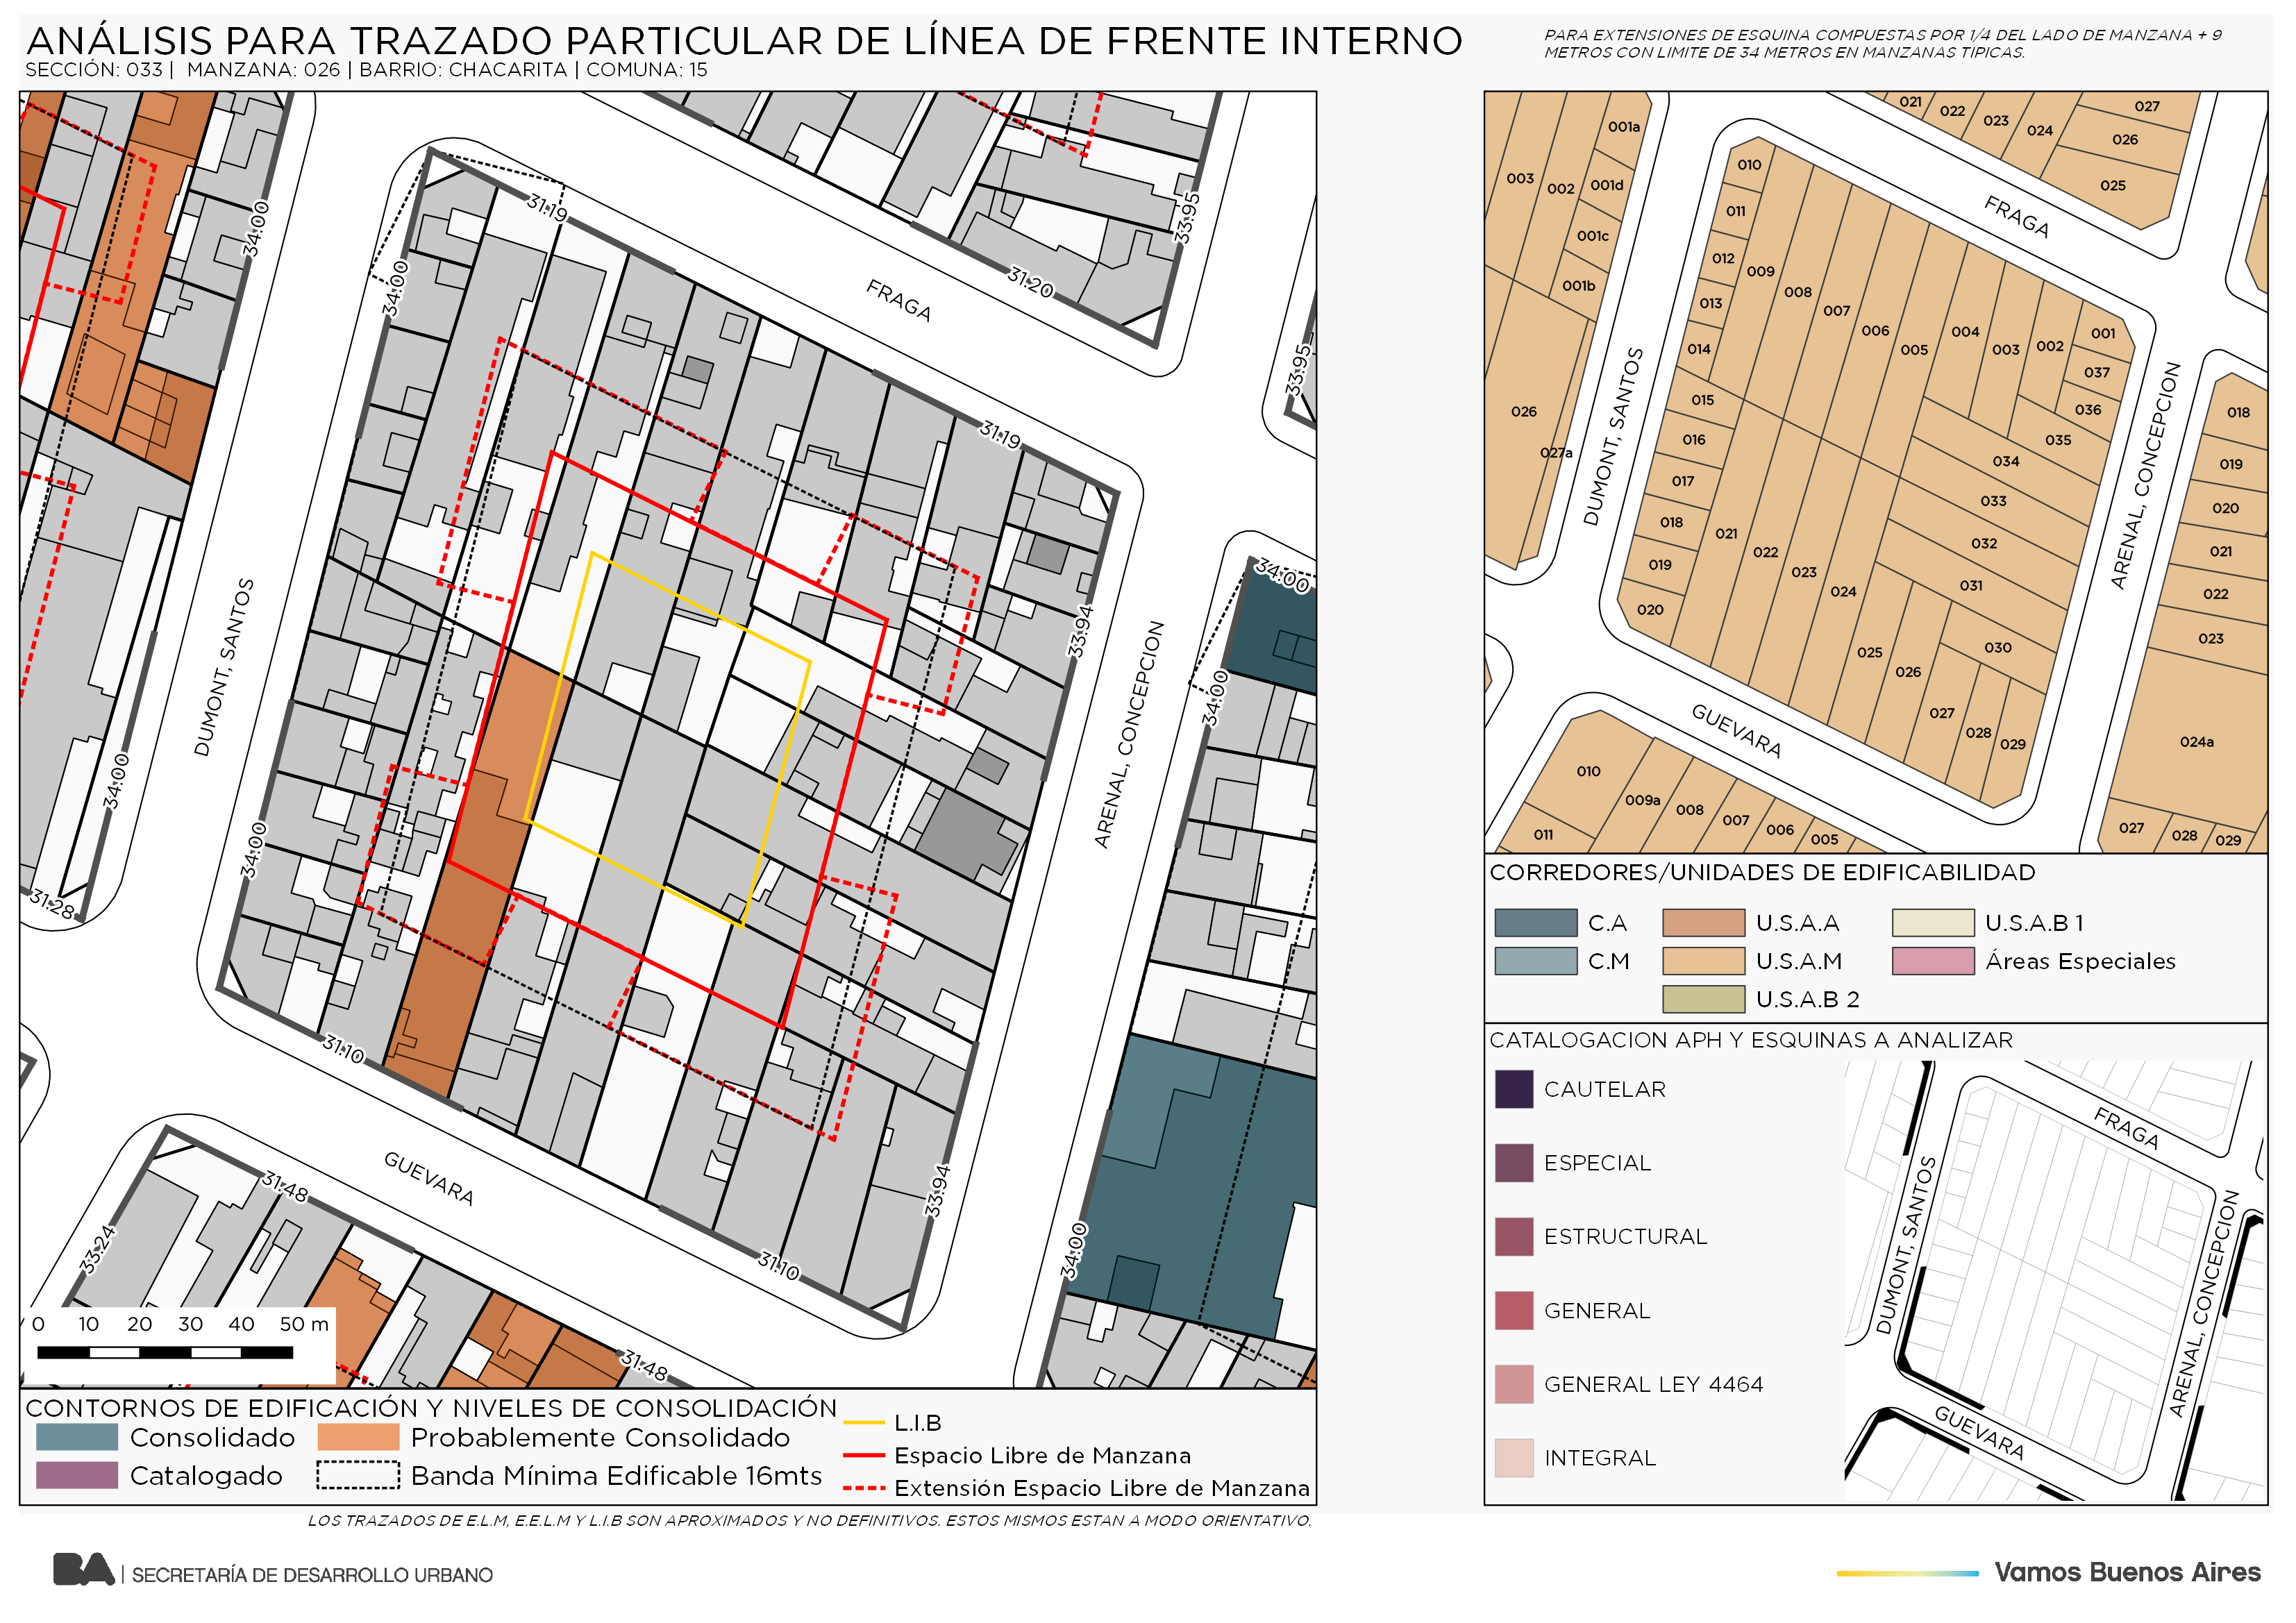 ANÁLISIS PARA TRAZADO PARTICULAR DE LÍNEA DE FRENTE INTERNO
SECCIÓN: 033 | MANZANA: 026 | BARRIO: CHACARITA | COMUNA: 15
PARA EXTENSIONES DE ESQUINA COMPUESTAS POR 1/4 DEL LADO DE MANZANA + 9
METROS CON LIMITE DE 34 METROS EN MANZANAS TIPICAS.
34:00
31.19
34:00
33.95
31.20
FRAGA
33.95
31.19
34:00
33.94
DUMONT, SANTOS
34:00
34:00
ARENAL, CONCEPCION
34:00
31.28
31.10
GUEVARA
31.48
33.24
31.10
33.94
34:00
31.48
0 10 20 30 40 50 m
CONTORNOS DE EDIFICACIÓN Y NIVELES DE CONSOLIDACIÓN
Consolidado
Probablemente Consolidado
Catalogado
Banda Mínima Edificable 16mts
L.I.B
Espacio Libre de Manzana
Extensión Espacio Libre de Manzana
LOS TRAZADOS DE E.L.M, E.E.L.M Y L.I.B SON APROXIMADOS Y NO DEFINITIVOS. ESTOS MISMOS ESTAN A MODO ORIENTATIVO.
021
022
023
024
027
026
025
001a
003
002
001d
001c
001b
026
027a
010
011
012
013
014
009
008
007
006
005
004
003
002
001
037
036
035
034
033
032
031
030
015
016
017
018
019
020
021
022
023
024
025
026
027
028
029
FRAGA
DUMONT, SANTOS
ARENAL, CONCEPCION
GUEVARA
018
019
020
021
022
023
024a
027
028
029
010
009a
008
007
006
005
011
CORREDORES/UNIDADES DE EDIFICABILIDAD
C.A
U.S.A.A
U.S.A.B 1
C.M
U.S.A.M
Áreas Especiales
U.S.A.B 2
CATALOGACION APH Y ESQUINAS A ANALIZAR
CAUTELAR
ESPECIAL
ESTRUCTURAL
GENERAL
GENERAL LEY 4464
INTEGRAL
FRAGA
DUMONT, SANTOS
ARENAL, CONCEPCION
GUEVARA
BA | SECRETARÍA DE DESARROLLO URBANO
Vamos Buenos Aires